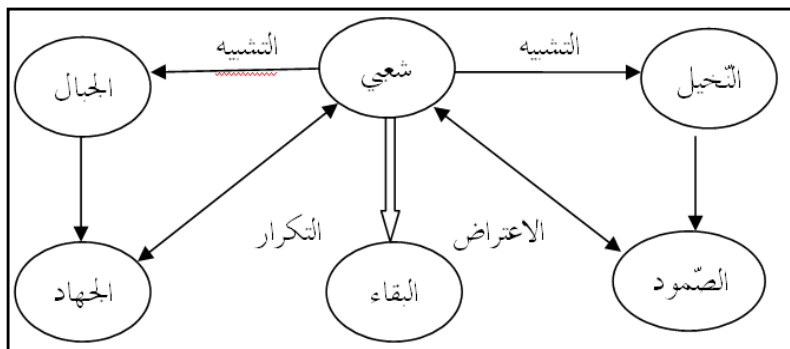 التشبيه
التشبيه
النّخيل
شعبي
الجبال
الاعتراض
التكرار
الصّمود
البقاء
الجهاد